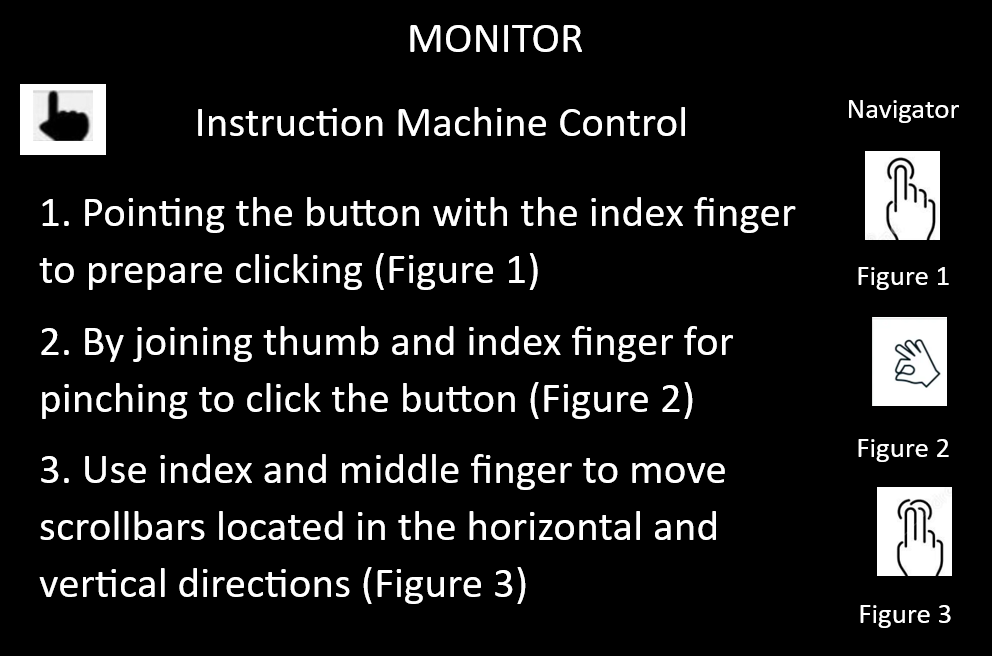 MONITOR
Instruction Machine Control
Navigator
1. Pointing the button with the index finger
to prepare clicking (Figure 1)
Figure 1
2. By joining thumb and index finger for
pinching to click the button (Figure 2)
Figure 2
3. Use index and middle finger to move
scrollbars located in the horizontal and
vertical directions (Figure 3)
Figure 3